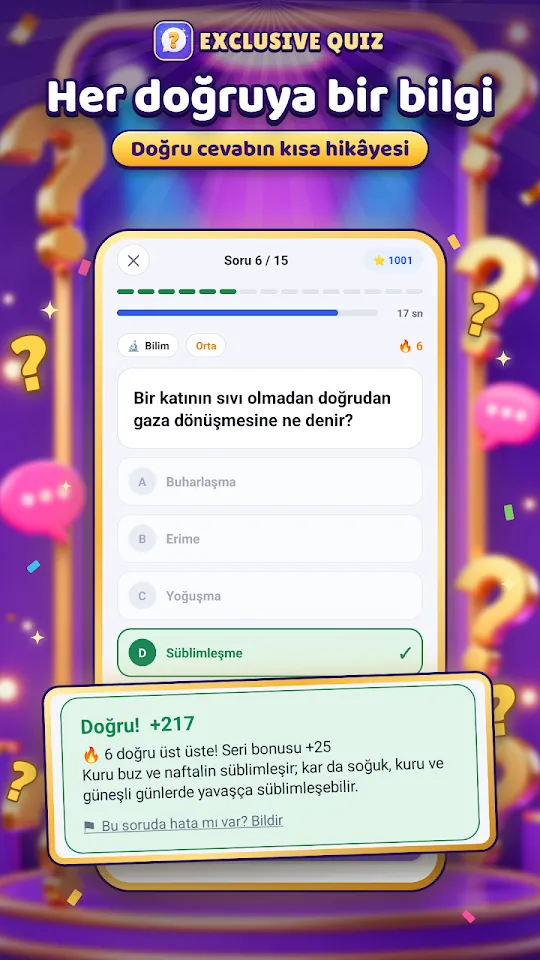 EXCLUSIVE QUIZ
Her doğruya bir bilgi
Doğru cevabın kısa hikâyesi
Soru 6 / 15
1001
17 sn
Bilim
Orta
6
Bir katının sıvı olmadan doğrudan
gaza dönüşmesine ne denir?
A Buharlaşma
B Erime
C Yoğuşma
D Süblimleşme ✓
Doğru! +217
🔥 6 doğru üst üste! Seri bonusu +25
Kuru buz ve naftalin süblimleşir; kar da soğuk, kuru ve
güneşli günlerde yavaşça süblimleşebilir.
Bu soruda hata mı var? Bildir